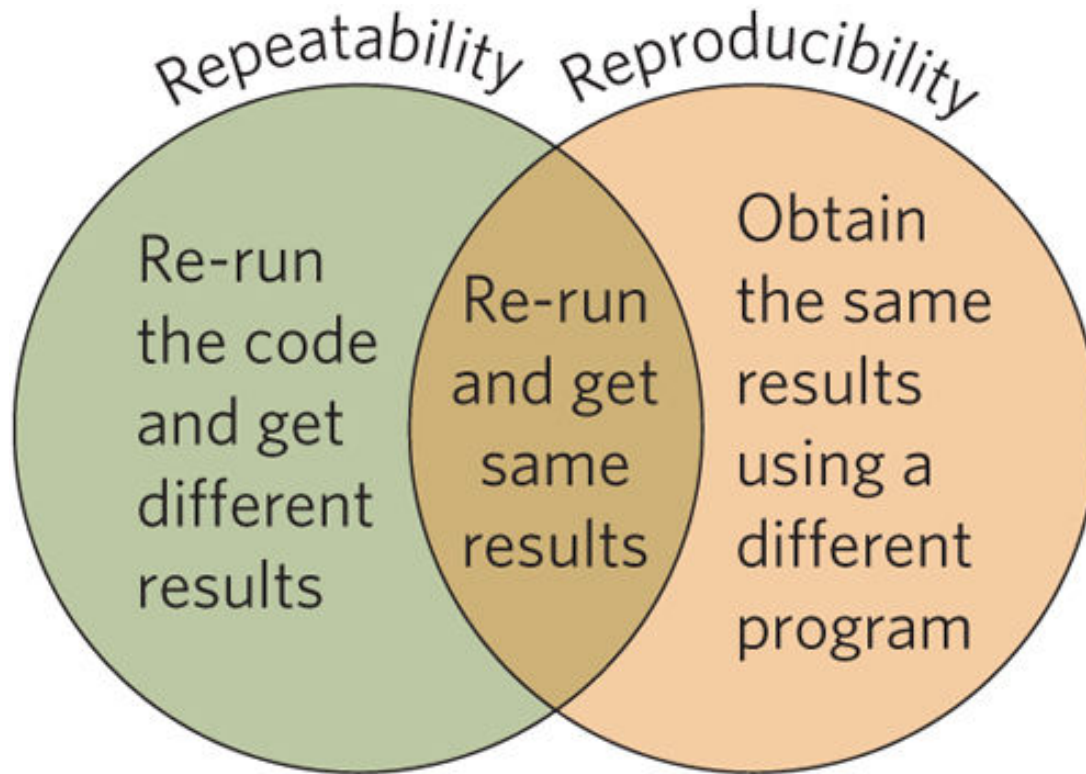 Repeatability
Reproducibility
Re-run
the code
and get
different
results
Re-run
and get
same
results
Obtain
the same
results
using a
different
program